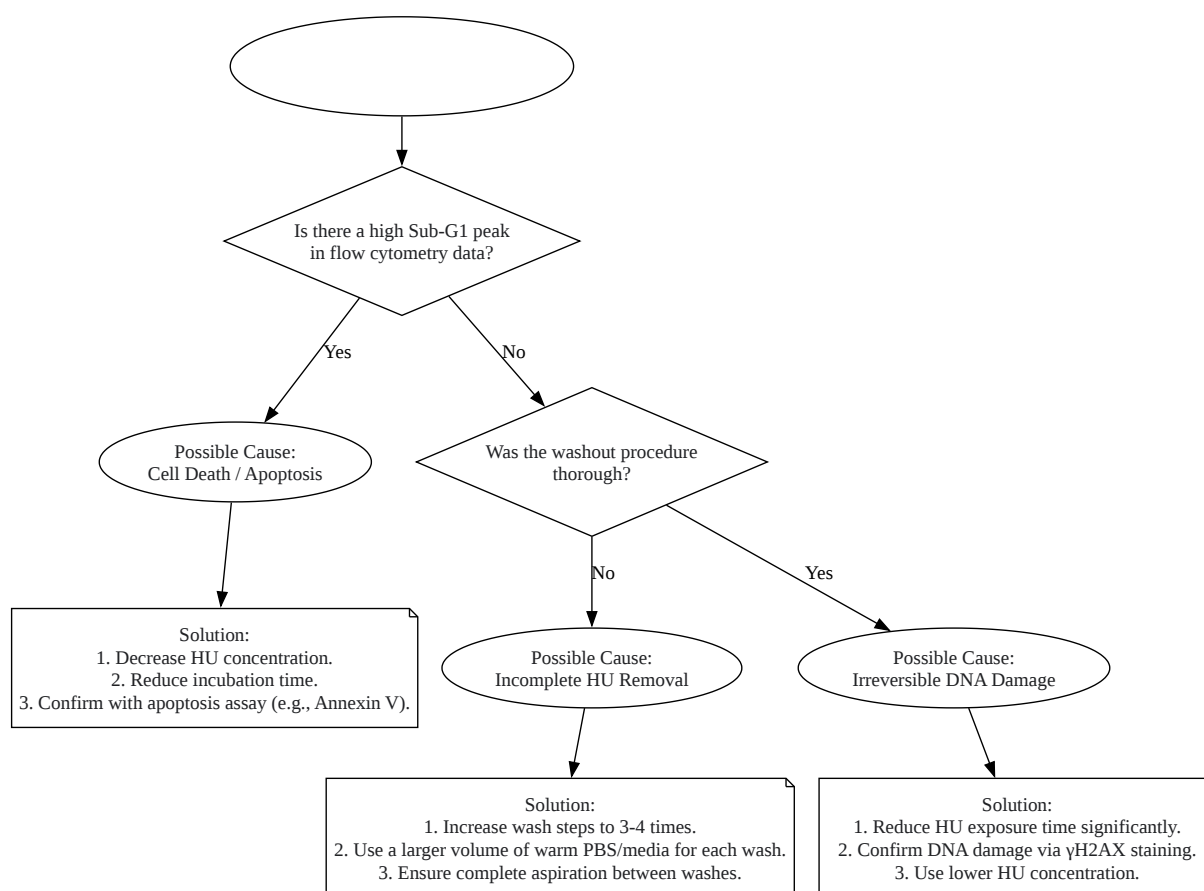 Is there a high Sub-G1 peak
in flow cytometry data?
Yes
No
Possible Cause:
Cell Death / Apoptosis
Was the washout procedure
thorough?
No
Yes
Solution:
1. Decrease HU concentration.
2. Reduce incubation time.
3. Confirm with apoptosis assay (e.g., Annexin V).
Possible Cause:
Incomplete HU Removal
Possible Cause:
Irreversible DNA Damage
Solution:
1. Increase wash steps to 3-4 times.
2. Use a larger volume of warm PBS/media for each wash.
3. Ensure complete aspiration between washes.
Solution:
1. Reduce HU exposure time significantly.
2. Confirm DNA damage via γH2AX staining.
3. Use lower HU concentration.